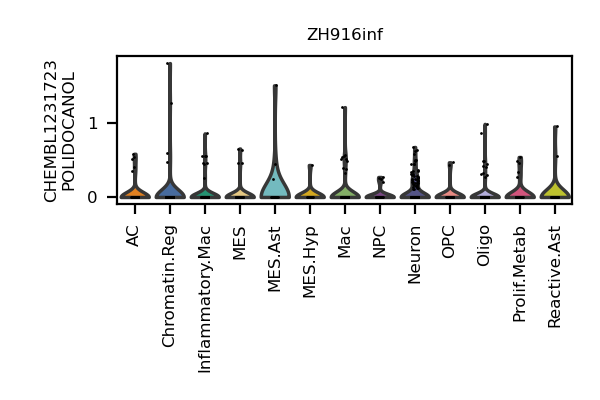 ZH916inf
CHEMBL1231723
POLIDOCANOL
1
0
AC
Chromatin.Reg
Inflammatory.Mac
MES
MES.Ast
MES.Hyp
Mac
NPC
Neuron
OPC
Oligo
Prolif.Metab
Reactive.Ast